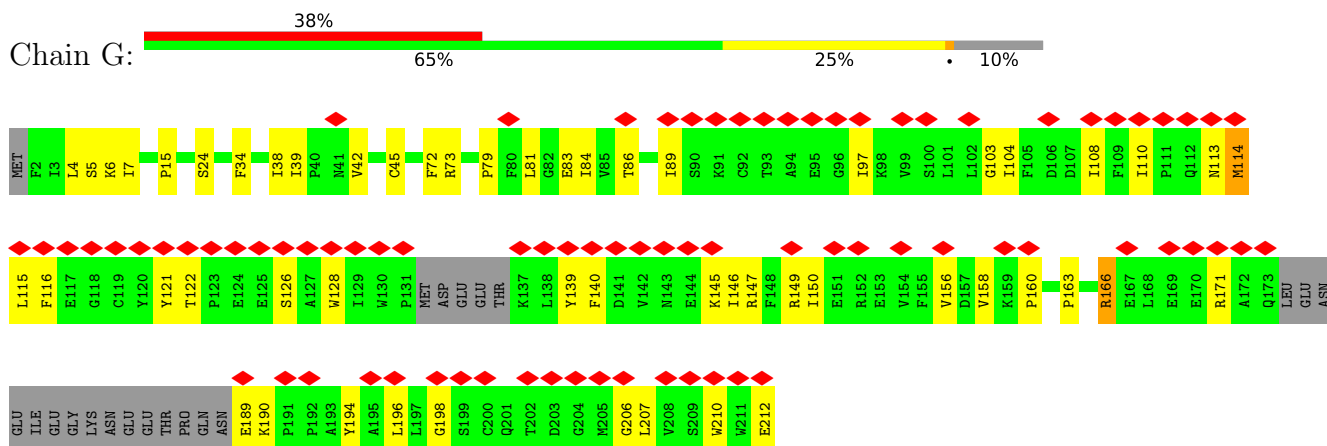 38%
Chain G:
65% 25% • 10%
MET F2 I3 L4 S5 K6 I7 P15 S24 F34 I38 I39 P40 N41 V42 C45 F72 R73 P79 F80 L81 G82 E83 I84 V85 T86 I89 S90 K91 C92 T93 A94 E95 G96 I97 K98 V99 S100 L101 L102 G103 I104 F105 D106 D107 I108 F109 I110 P111 Q112 N113 M114
L115 F116 E117 G118 C119 Y120 Y121 T122 P123 E124 E125 S126 A127 W128 I129 W130 P131 MET ASP GLU GLU THR K137 L138 Y139 F140 D141 V142 N143 E144 K145 I146 R147 F148 R149 I150 E151 R152 E153 V154 F155 V156 D157 V158 K159 P160 P163 R166 E167 L168 E169 E170 R171 A172 Q173 LEU GLU ASN
GLU ILE GLU GLY LYS ASN GLU GLU THR PRO GLN ASN E189 K190 P191 P192 A193 Y194 A195 L196 L197 G198 S199 C200 Q201 T202 D203 G204 M205 G206 L207 V208 S209 W210 W211 E212